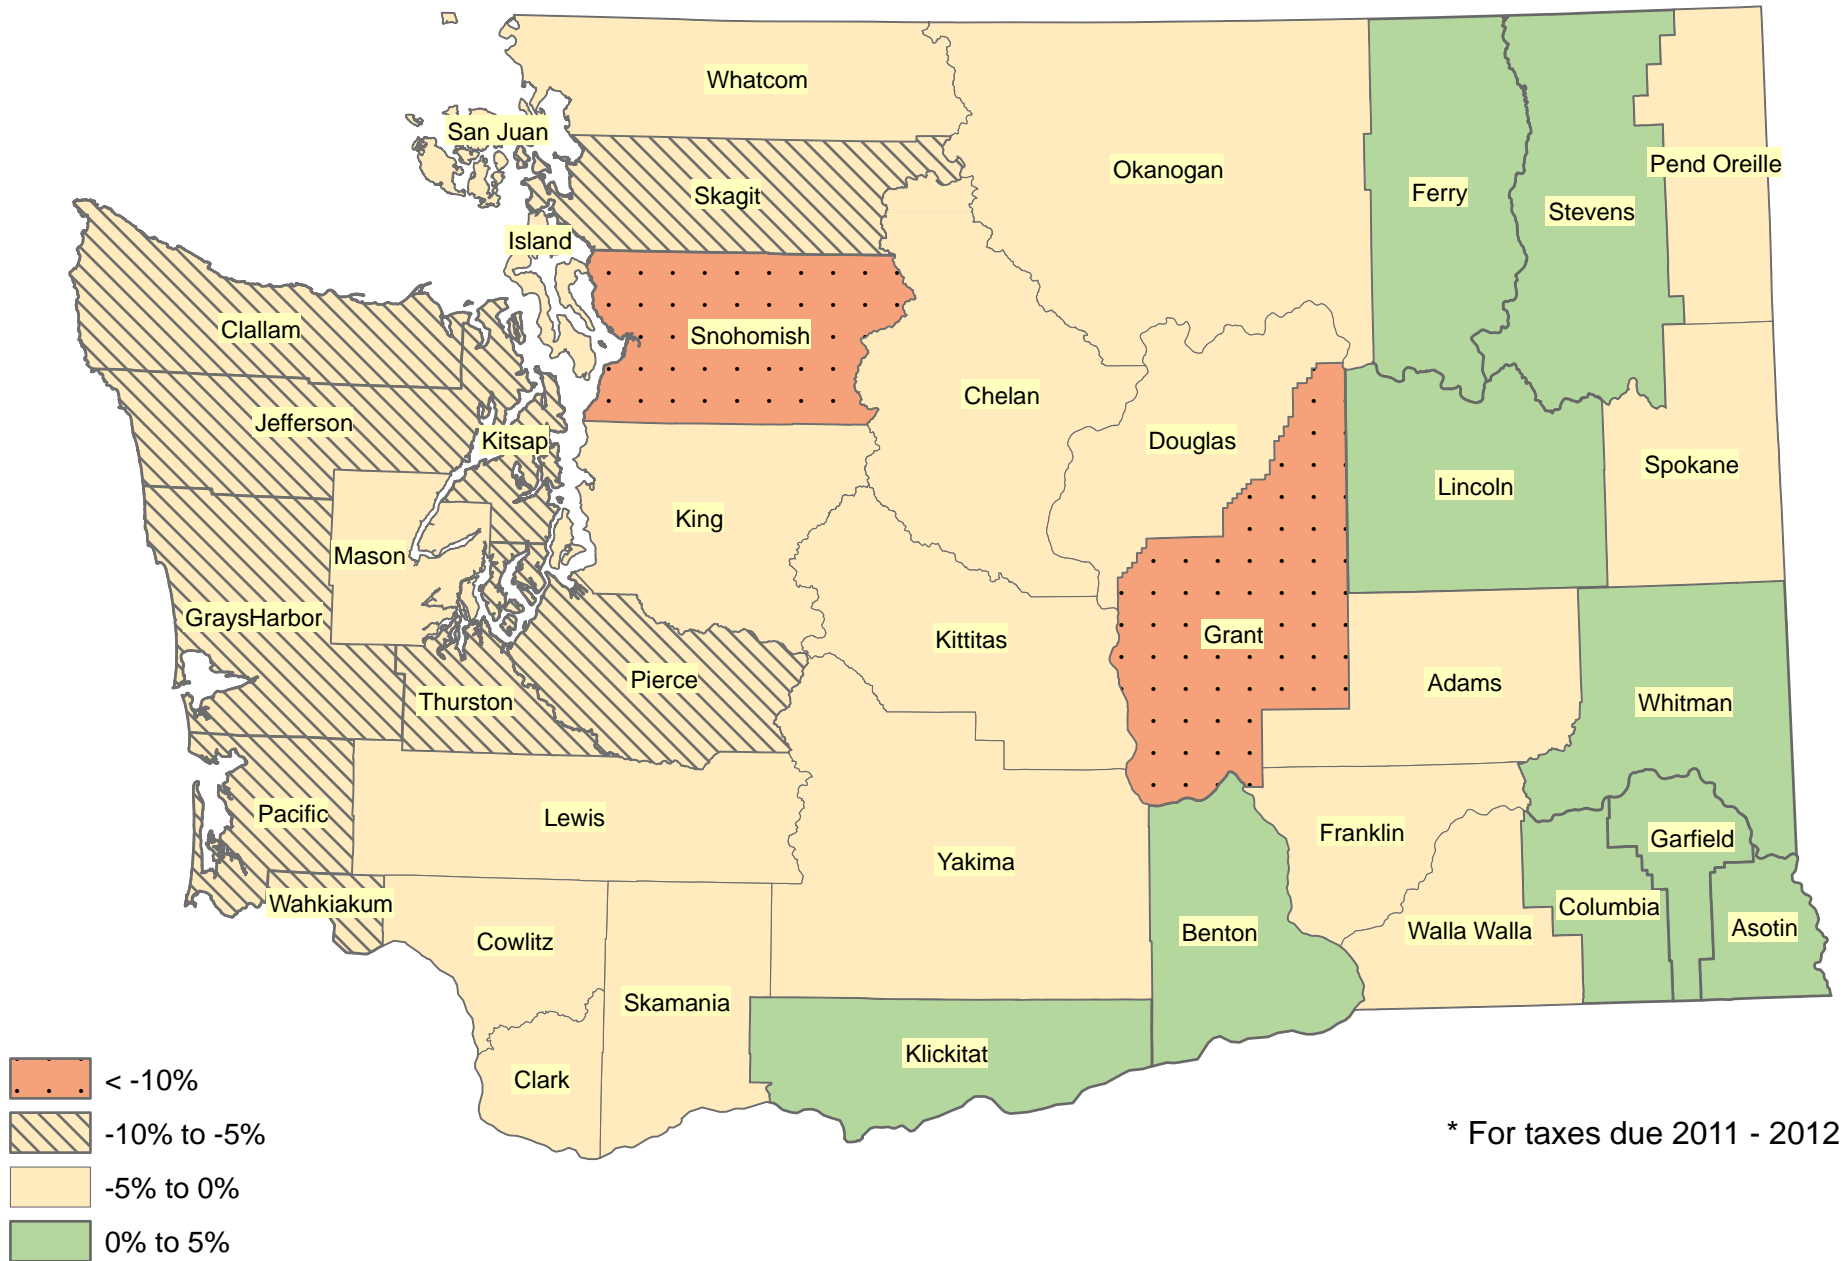 Whatcom
San Juan
Okanogan
Pend Oreille
Skagit
Ferry
Stevens
Island
Clallam
Snohomish
Chelan
Jefferson
Kitsap
Douglas
Spokane
Lincoln
King
Mason
GraysHarbor
Grant
Kittitas
Pierce
Adams
Thurston
Whitman
Pacific
Lewis
Franklin
Garfield
Yakima
Wahkiakum
Columbia
Cowlitz
Benton
Walla Walla
Asotin
Skamania
Klickitat
Clark
< -10%
-10% to -5%
-5% to 0%
0% to 5%
* For taxes due 2011 - 2012